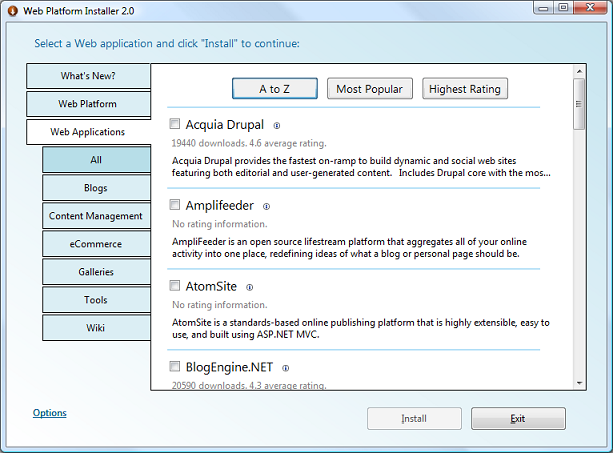 Web Platform Installer 2.0
Select a Web application and click "Install" to continue:
What's New?
Web Platform
Web Applications
All
Blogs
Content Management
eCommerce
Galleries
Tools
Wiki
A to Z
Most Popular
Highest Rating
Acquia Drupal
19440 downloads. 4.6 average rating.
Acquia Drupal provides the fastest on-ramp to build dynamic and social web sites
featuring both editorial and user-generated content. Includes Drupal core with the mos...
Amplifeeder
No rating information.
AmpliFeeder is an open source lifestream platform that aggregates all of your online
activity into one place, redefining ideas of what a blog or personal page should be.
AtomSite
No rating information.
AtomSite is a standards-based online publishing platform that is highly extensible, easy to
use, and built using ASP.NET MVC.
BlogEngine.NET
20590 downloads. 4.3 average rating.
Options
Install
Exit